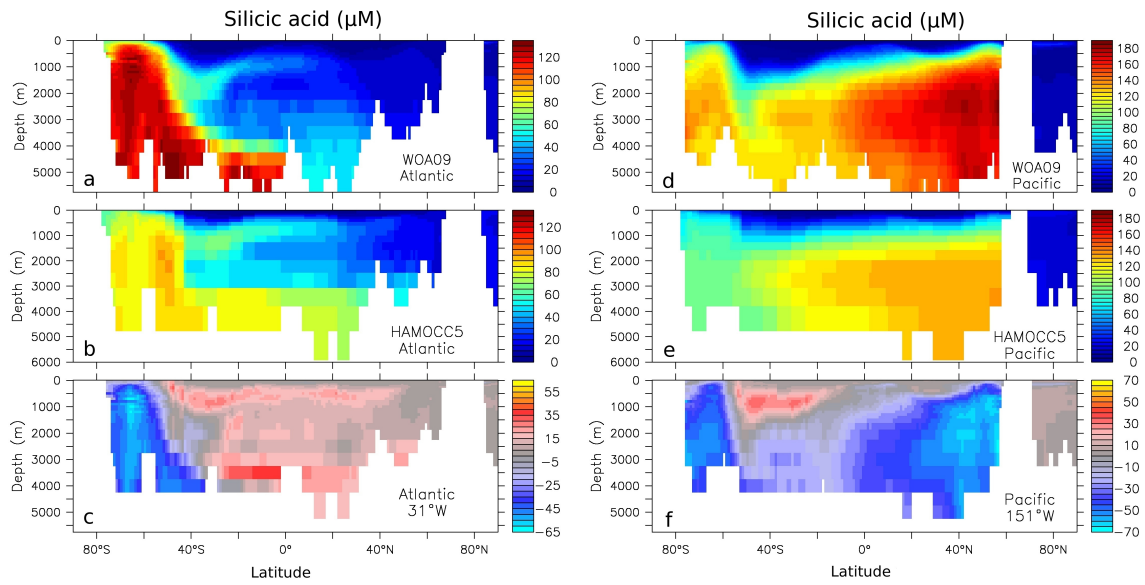 Silicic acid (μM)
0
1000
2000
3000
4000
5000
Depth (m)
a
WOA09
Atlantic
120
100
80
60
40
20
0
0
1000
2000
3000
4000
5000
6000
Depth (m)
b
HAMOCC5
Atlantic
120
100
80
60
40
20
0
0
1000
2000
3000
4000
5000
Depth (m)
c
Atlantic
31°W
55
35
15
−5
−25
−45
−65
80°S 40°S 0° 40°N 80°N
Latitude
Silicic acid (μM)
0
1000
2000
3000
4000
5000
Depth (m)
d
WOA09
Pacific
180
160
140
120
100
80
60
40
20
0
0
1000
2000
3000
4000
5000
6000
Depth (m)
e
HAMOCC5
Pacific
180
160
140
120
100
80
60
40
20
0
0
1000
2000
3000
4000
5000
Depth (m)
f
Pacific
151°W
70
50
30
10
−10
−30
−50
−70
80°S 40°S 0° 40°N 80°N
Latitude